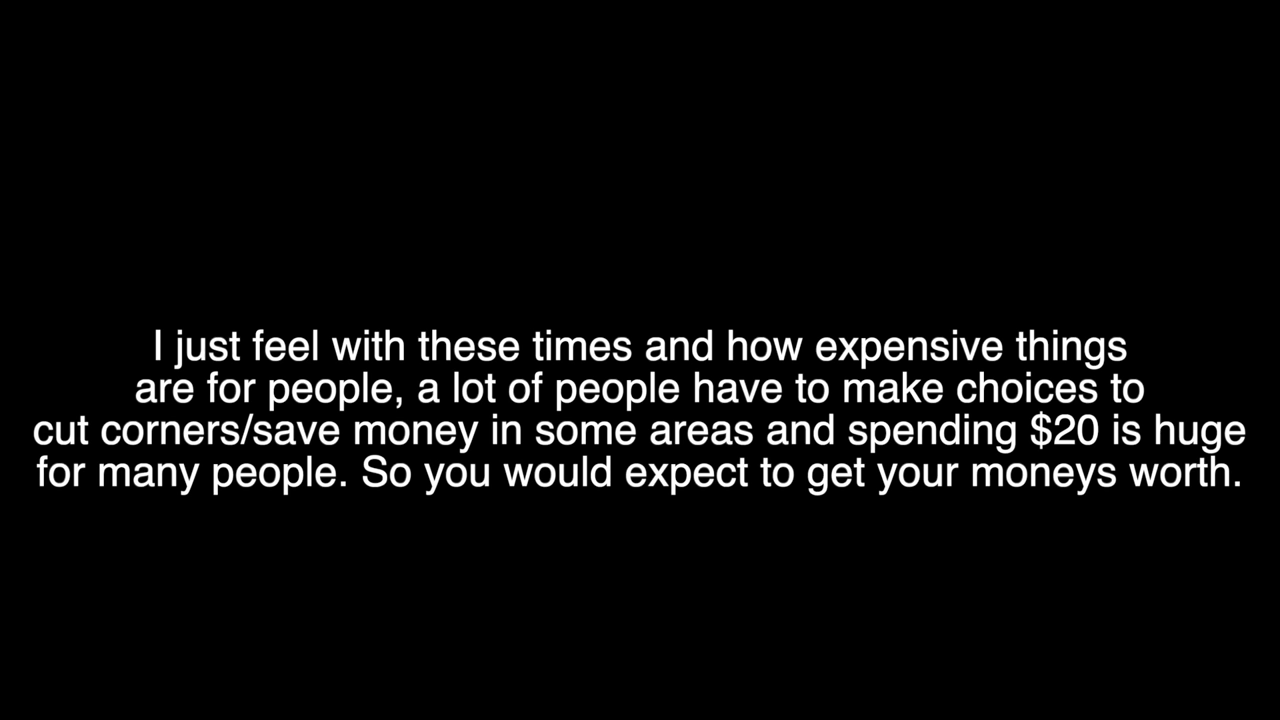 I just feel with these times and how expensive things
are for people, a lot of people have to make choices to
cut corners/save money in some areas and spending $20 is huge
for many people. So you would expect to get your moneys worth.